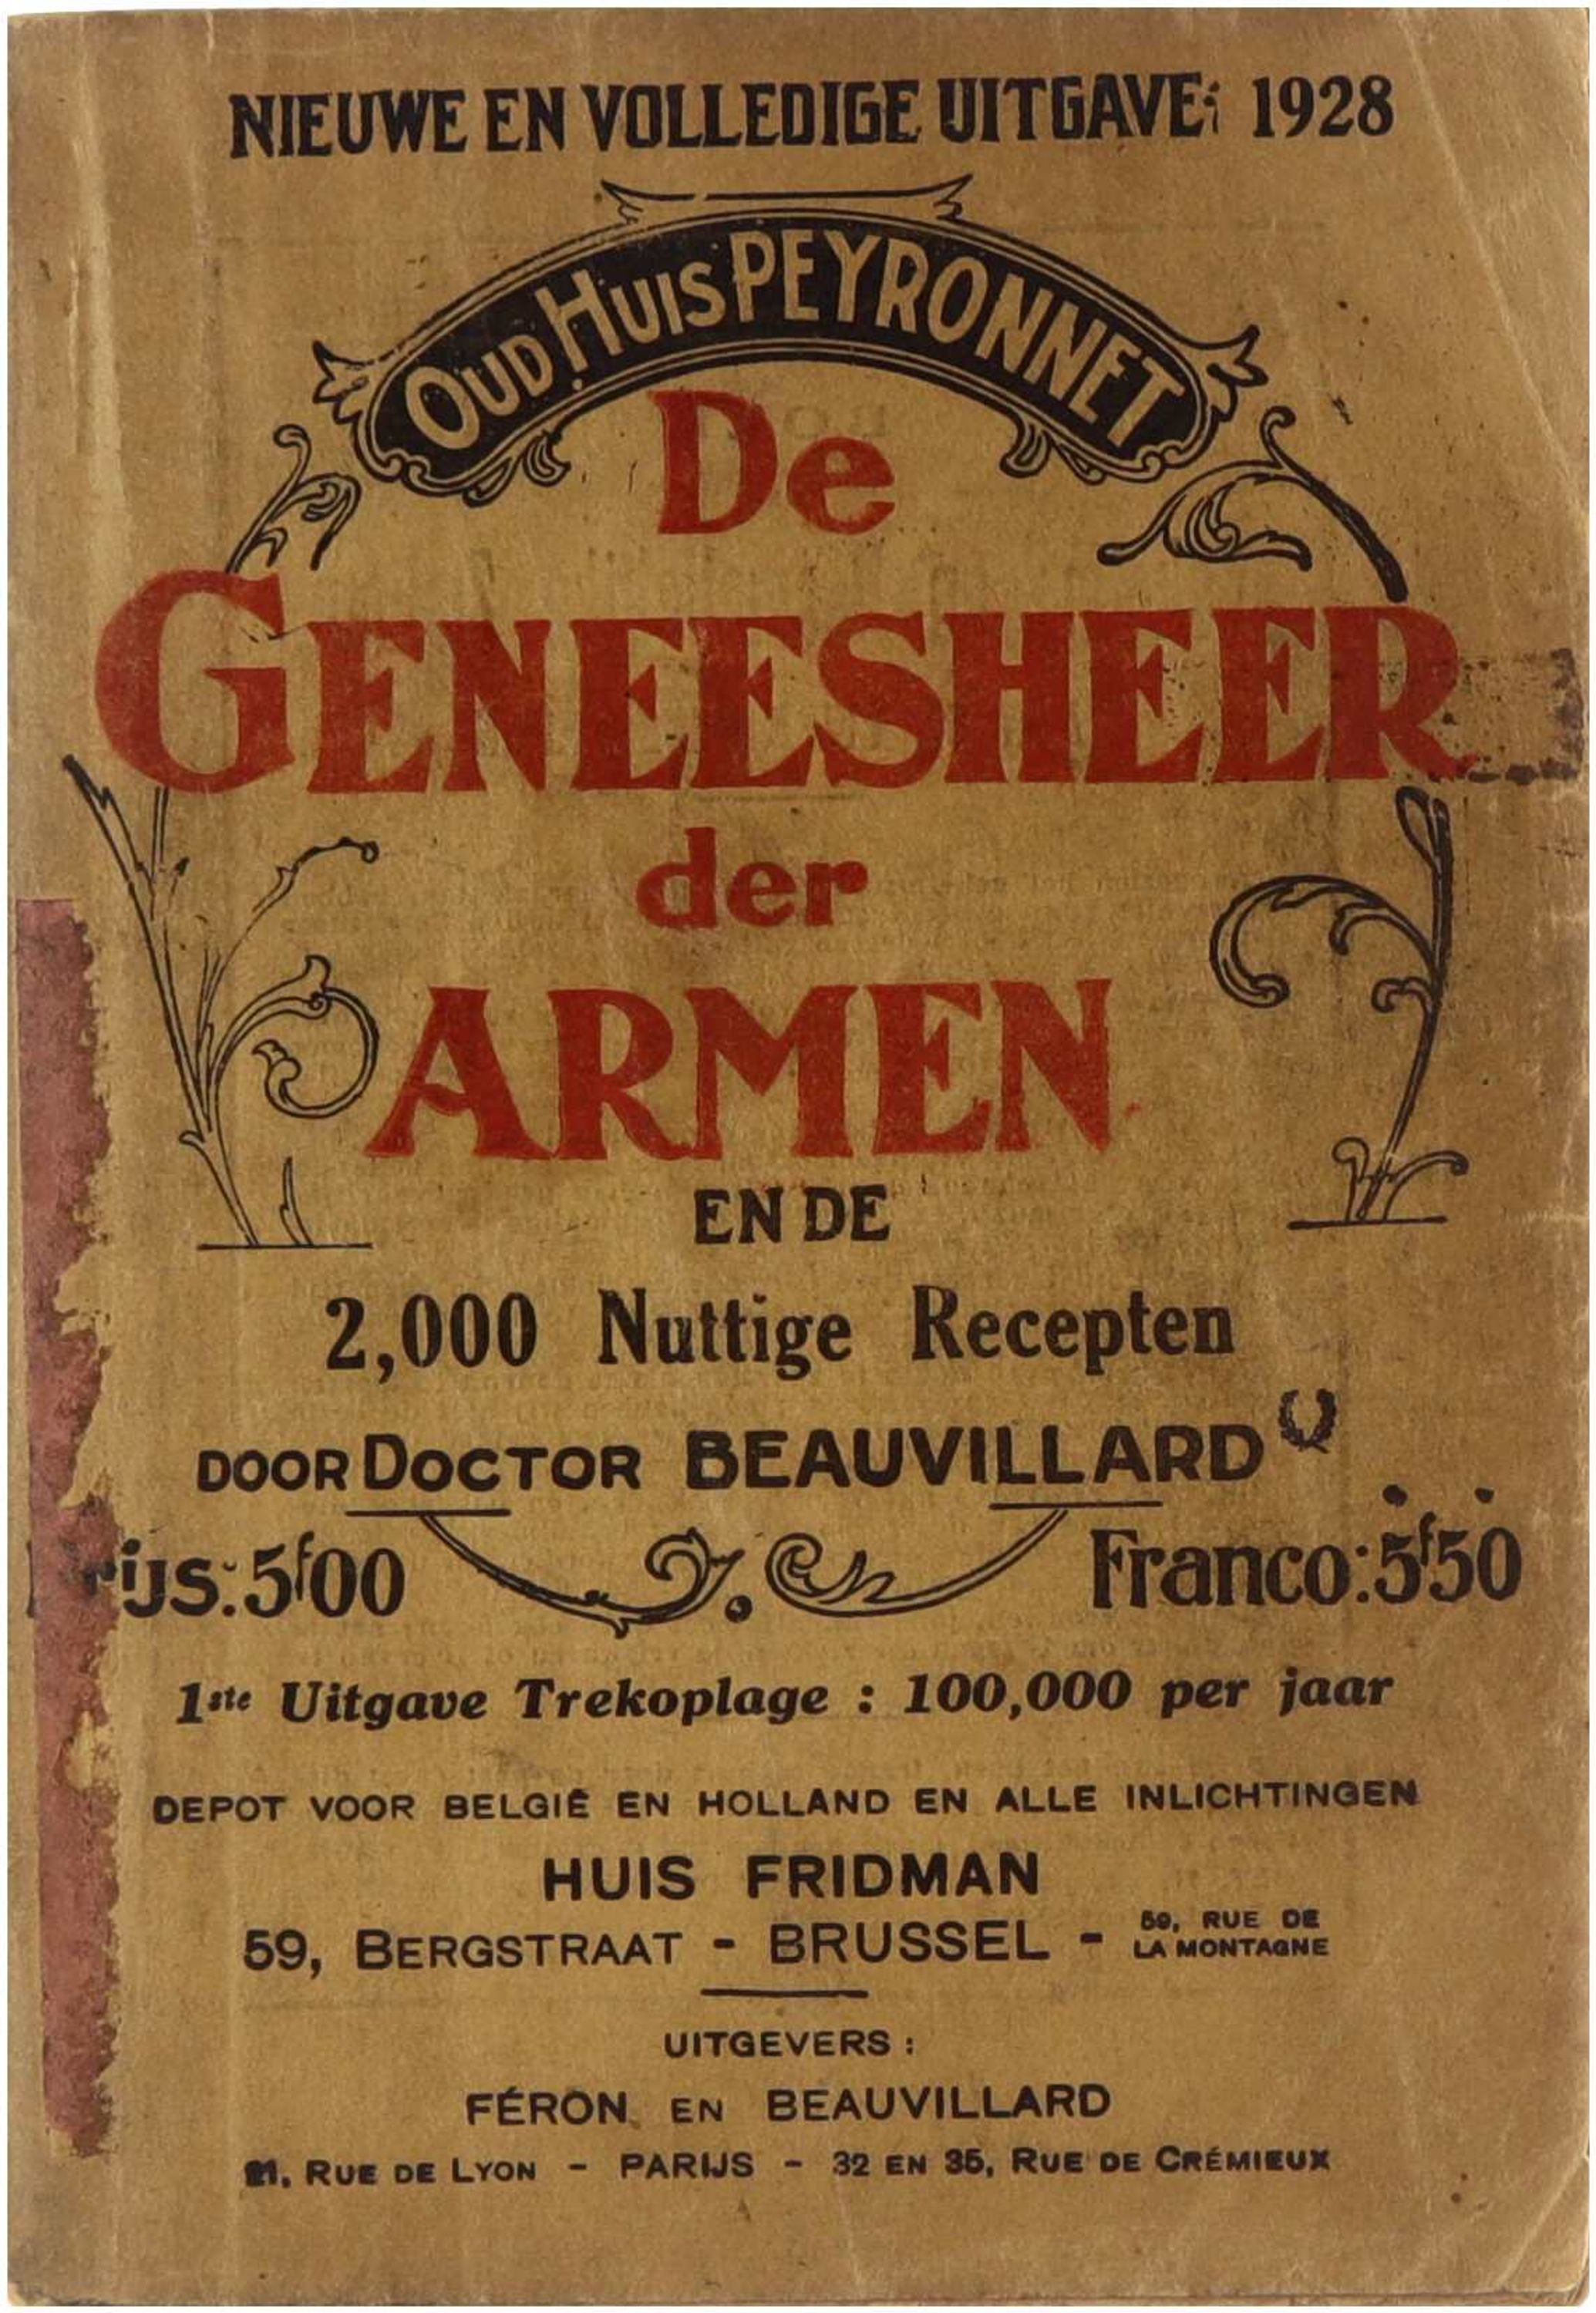 NIEUWE EN VOLLEDIGE UITGAVE; 1928
OUD HUIS PEYRONNET
De
GENEESHEER
der
ARMEN
EN DE
2,000 Nuttige Recepten
DOOR DOCTOR BEAUVILLARD
rijs: 5f00 Franco: 5f50
1ste Uitgave Trekoplage : 100,000 per jaar
DEPOT VOOR BELGIË EN HOLLAND EN ALLE INLICHTINGEN
HUIS FRIDMAN
59, BERGSTRAAT - BRUSSEL - 59, RUE DE
LA MONTAGNE
UITGEVERS :
FÉRON EN BEAUVILLARD
RUE DE LYON - PARIJS - 32 EN 35, RUE DE CRÉMIEUX